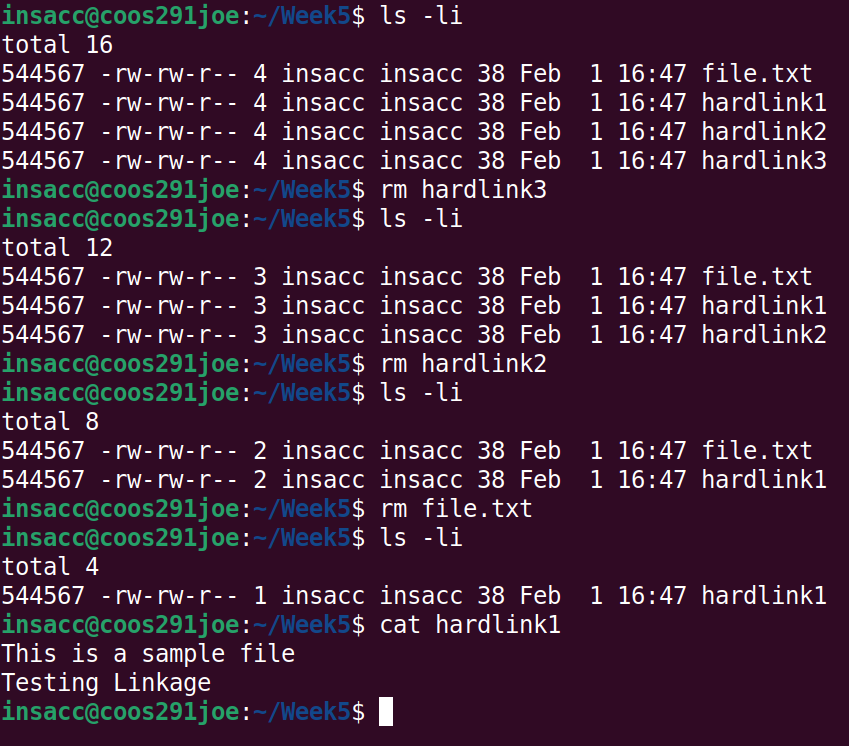 insacc@coos291joe:~/Week5$ ls -li
total 16
544567 -rw-rw-r-- 4 insacc insacc 38 Feb  1 16:47 file.txt
544567 -rw-rw-r-- 4 insacc insacc 38 Feb  1 16:47 hardlink1
544567 -rw-rw-r-- 4 insacc insacc 38 Feb  1 16:47 hardlink2
544567 -rw-rw-r-- 4 insacc insacc 38 Feb  1 16:47 hardlink3
insacc@coos291joe:~/Week5$ rm hardlink3
insacc@coos291joe:~/Week5$ ls -li
total 12
544567 -rw-rw-r-- 3 insacc insacc 38 Feb  1 16:47 file.txt
544567 -rw-rw-r-- 3 insacc insacc 38 Feb  1 16:47 hardlink1
544567 -rw-rw-r-- 3 insacc insacc 38 Feb  1 16:47 hardlink2
insacc@coos291joe:~/Week5$ rm hardlink2
insacc@coos291joe:~/Week5$ ls -li
total 8
544567 -rw-rw-r-- 2 insacc insacc 38 Feb  1 16:47 file.txt
544567 -rw-rw-r-- 2 insacc insacc 38 Feb  1 16:47 hardlink1
insacc@coos291joe:~/Week5$ rm file.txt
insacc@coos291joe:~/Week5$ ls -li
total 4
544567 -rw-rw-r-- 1 insacc insacc 38 Feb  1 16:47 hardlink1
insacc@coos291joe:~/Week5$ cat hardlink1
This is a sample file
Testing Linkage
insacc@coos291joe:~/Week5$